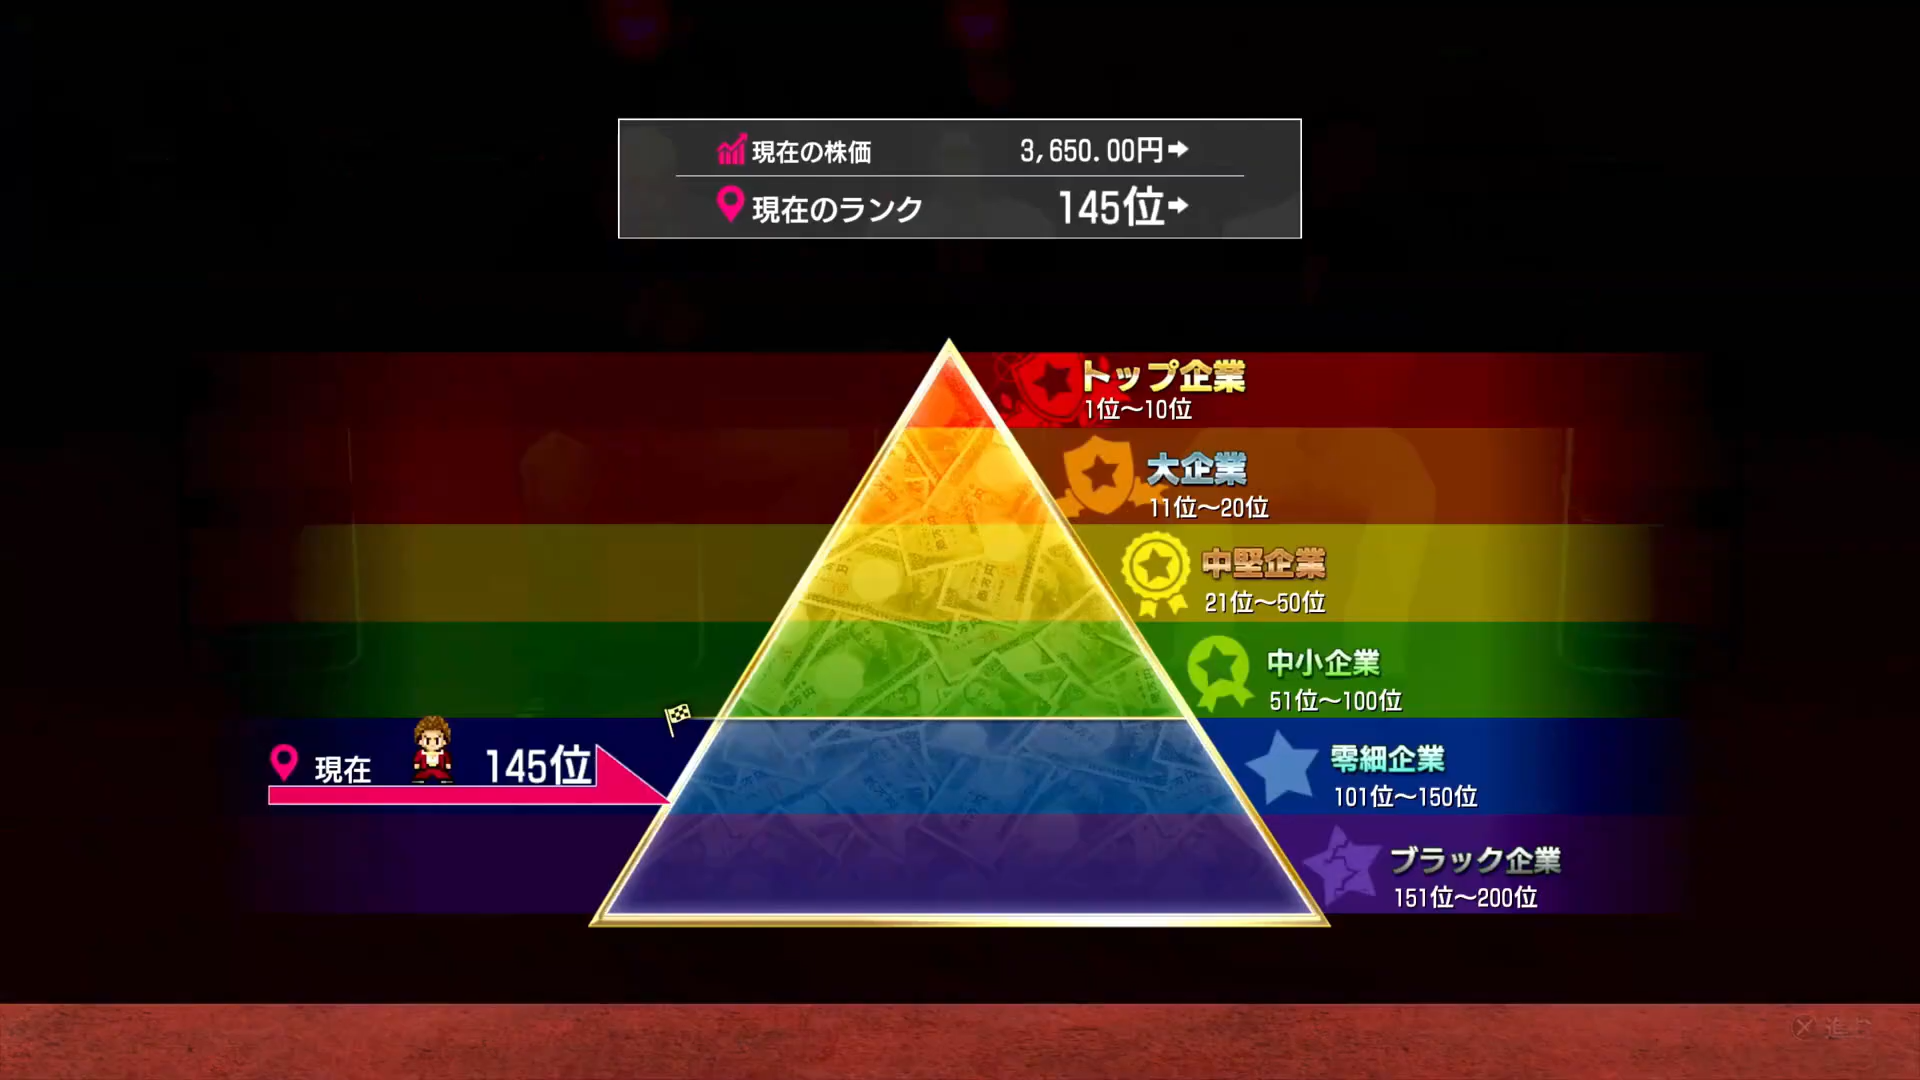 現在の株価 3,650.00円
現在のランク 145位
トップ企業
1位～10位
大企業
11位～20位
中堅企業
21位～50位
中小企業
51位～100位
現在 145位
零細企業
101位～150位
ブラック企業
151位～200位
進む